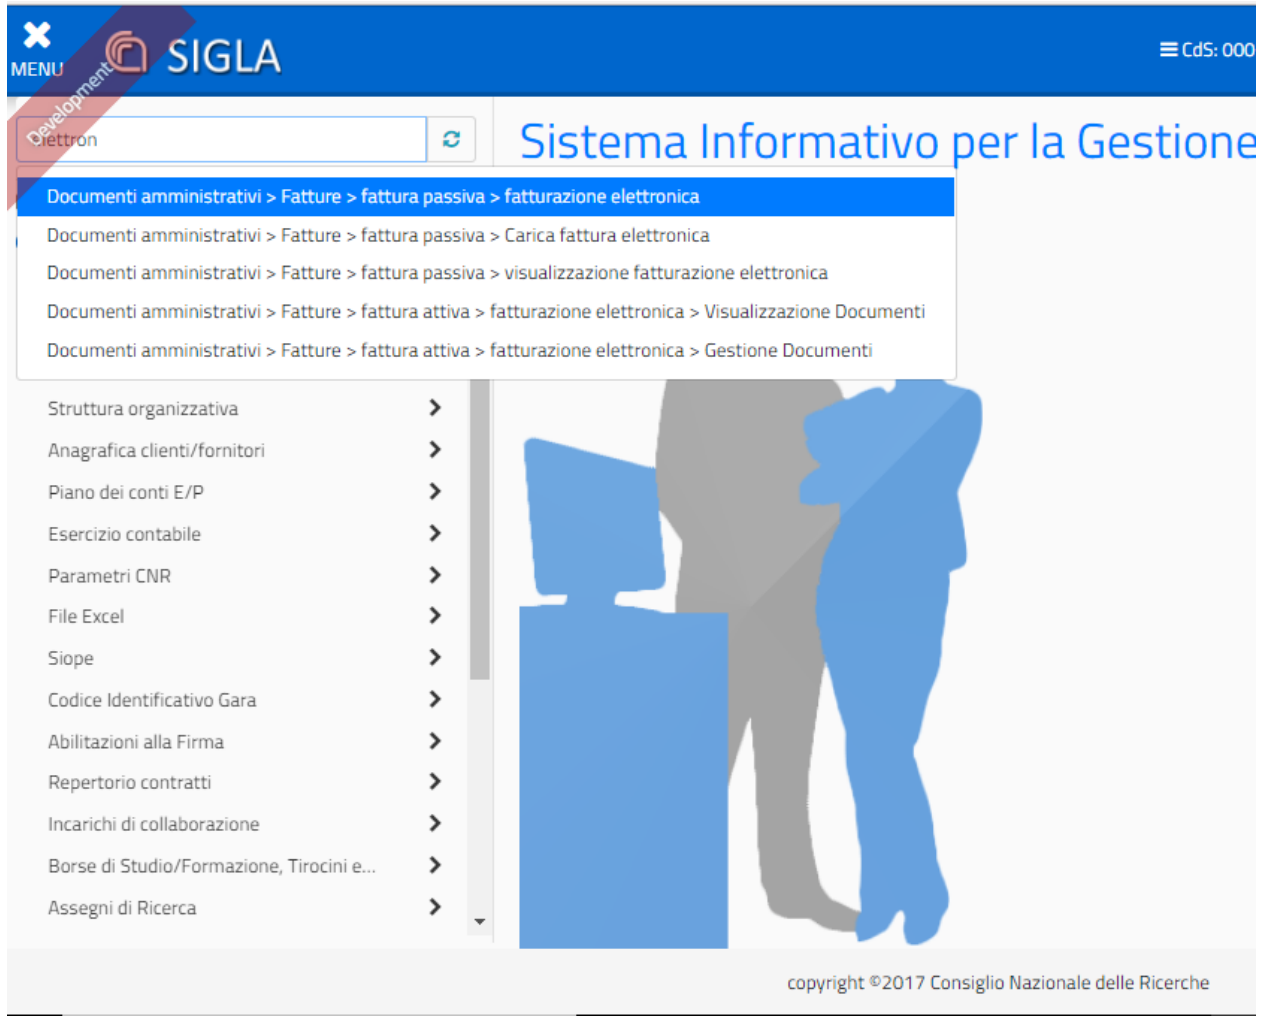 MENU
SIGLA
CdS: 000
Development
elettron
Sistema Informativo per la Gestione
Documenti amministrativi > Fatture > fattura passiva > fatturazione elettronica
Documenti amministrativi > Fatture > fattura passiva > Carica fattura elettronica
Documenti amministrativi > Fatture > fattura passiva > visualizzazione fatturazione elettronica
Documenti amministrativi > Fatture > fattura attiva > fatturazione elettronica > Visualizzazione Documenti
Documenti amministrativi > Fatture > fattura attiva > fatturazione elettronica > Gestione Documenti
Struttura organizzativa
Anagrafica clienti/fornitori
Piano dei conti E/P
Esercizio contabile
Parametri CNR
File Excel
Siope
Codice Identificativo Gara
Abilitazioni alla Firma
Repertorio contratti
Incarichi di collaborazione
Borse di Studio/Formazione, Tirocini e...
Assegni di Ricerca
copyright ©2017 Consiglio Nazionale delle Ricerche